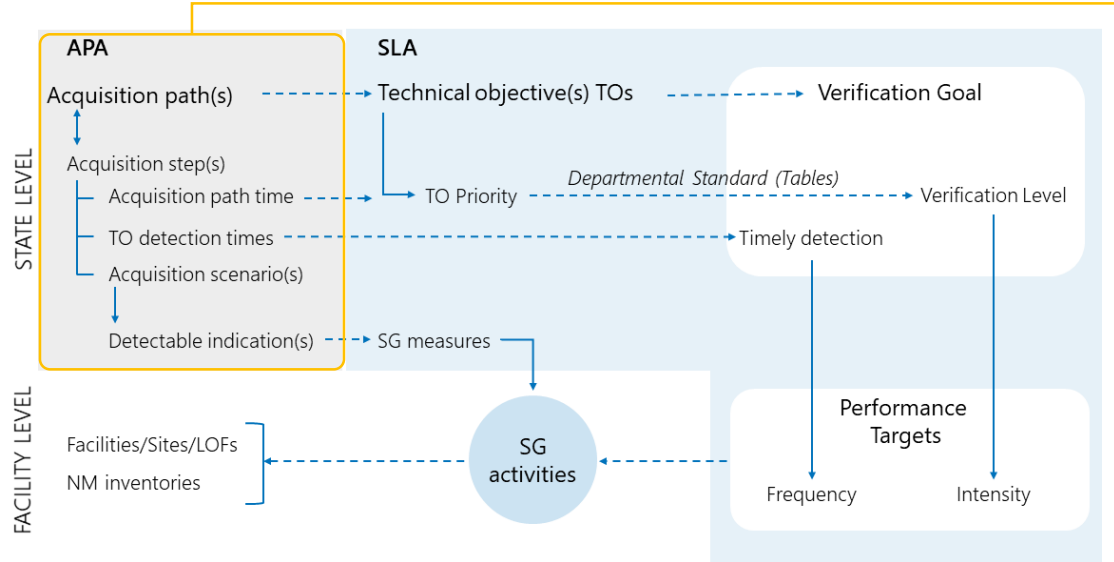 APA
SLA
Acquisition path(s)
Technical objective(s) TOs
Verification Goal
STATE LEVEL
Acquisition step(s)
Acquisition path time
TO Priority
Departmental Standard (Tables)
Verification Level
TO detection times
Timely detection
Acquisition scenario(s)
Detectable indication(s)
SG measures
FACILITY LEVEL
Facilities/Sites/LOFs
NM inventories
SG
activities
Performance
Targets
Frequency
Intensity